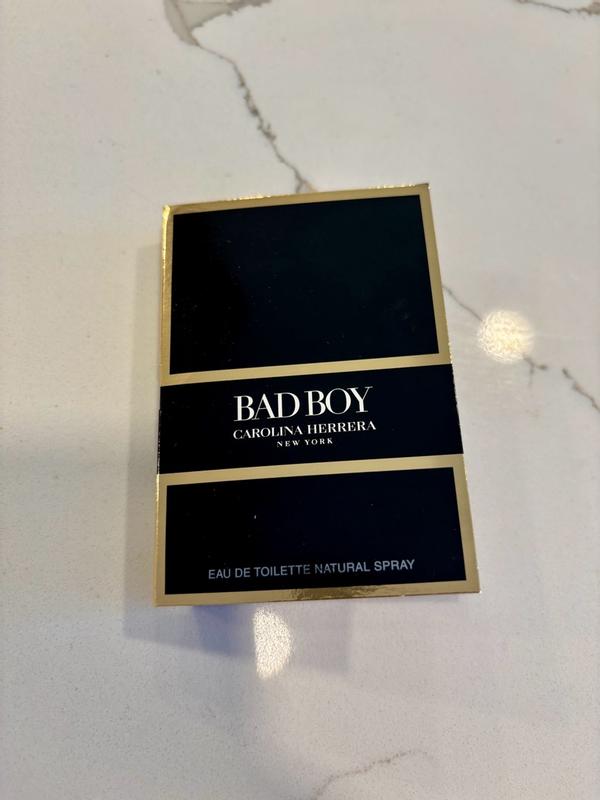 BAD BOY
CAROLINA HERRERA
NEW YORK
EAU DE TOILETTE NATURAL SPRAY